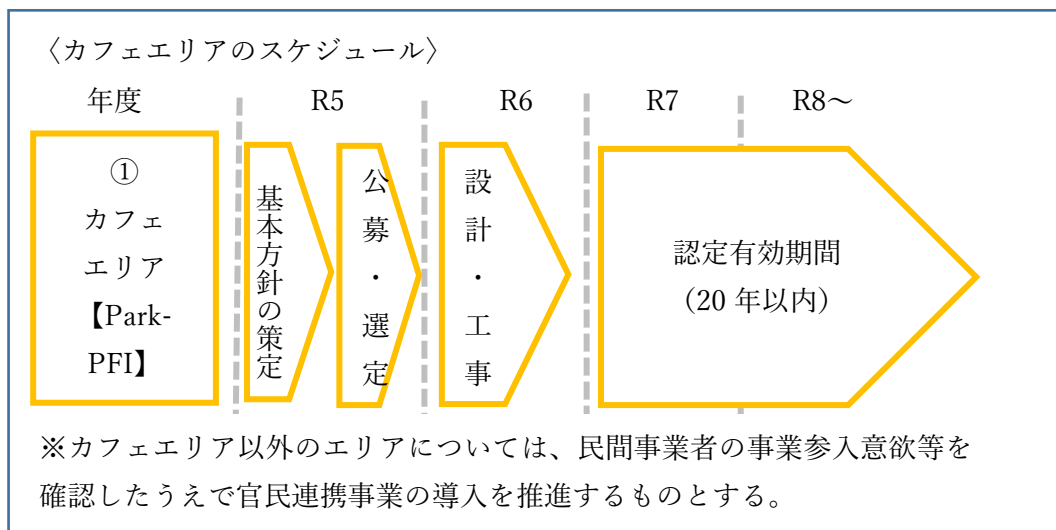 〈カフェエリアのスケジュール〉
年度 R5 R6 R7 R8～
①
カフェ
エリア
【Park-
PFI】
基本方針の策定
公募・選定
設計・工事
認定有効期間
（20 年以内）
※カフェエリア以外のエリアについては、民間事業者の事業参入意欲等を
確認したうえで官民連携事業の導入を推進するものとする。